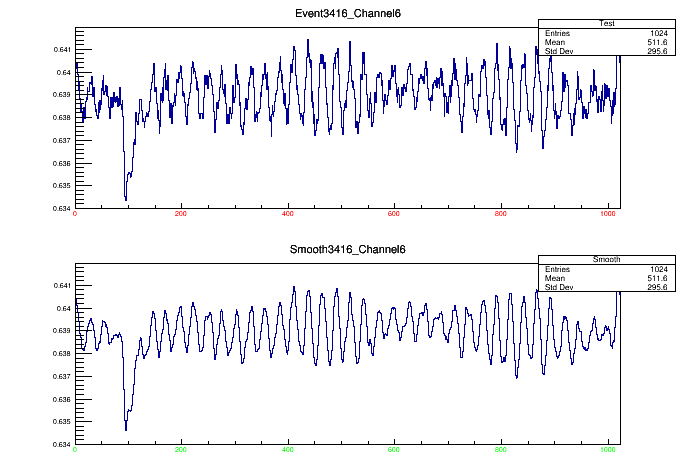 Event3416_Channel6
Test
Entries 1024
Mean 511.6
Std Dev 295.6
0.641
0.64
0.639
0.638
0.637
0.636
0.635
0.634
0 200 400 600 800 1000
Smooth3416_Channel6
Smooth
Entries 1024
Mean 511.6
Std Dev 295.6
0.641
0.64
0.639
0.638
0.637
0.636
0.635
0.634
0 200 400 600 800 1000